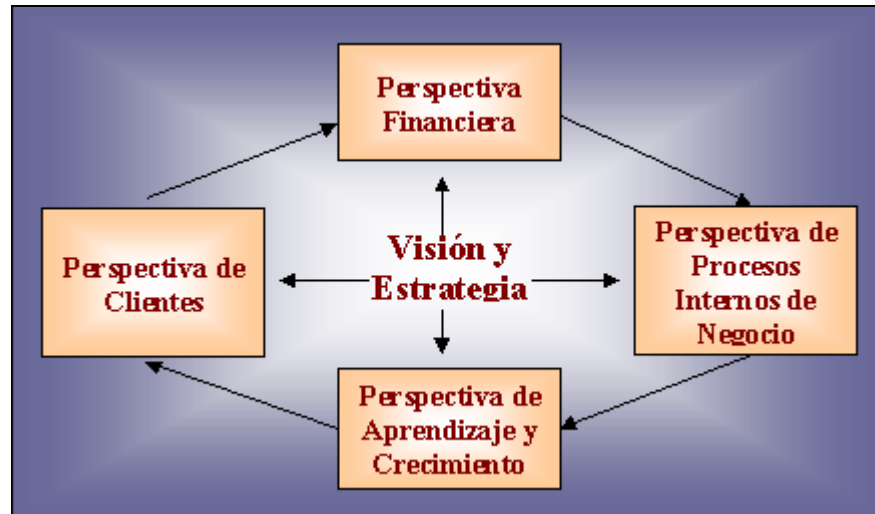 Perspectiva
Financiera
Perspectiva de
Clientes
Visión y
Estrategia
Perspectiva de
Procesos
Internos de
Negocio
Perspectiva de
Aprendizaje y
Crecimiento